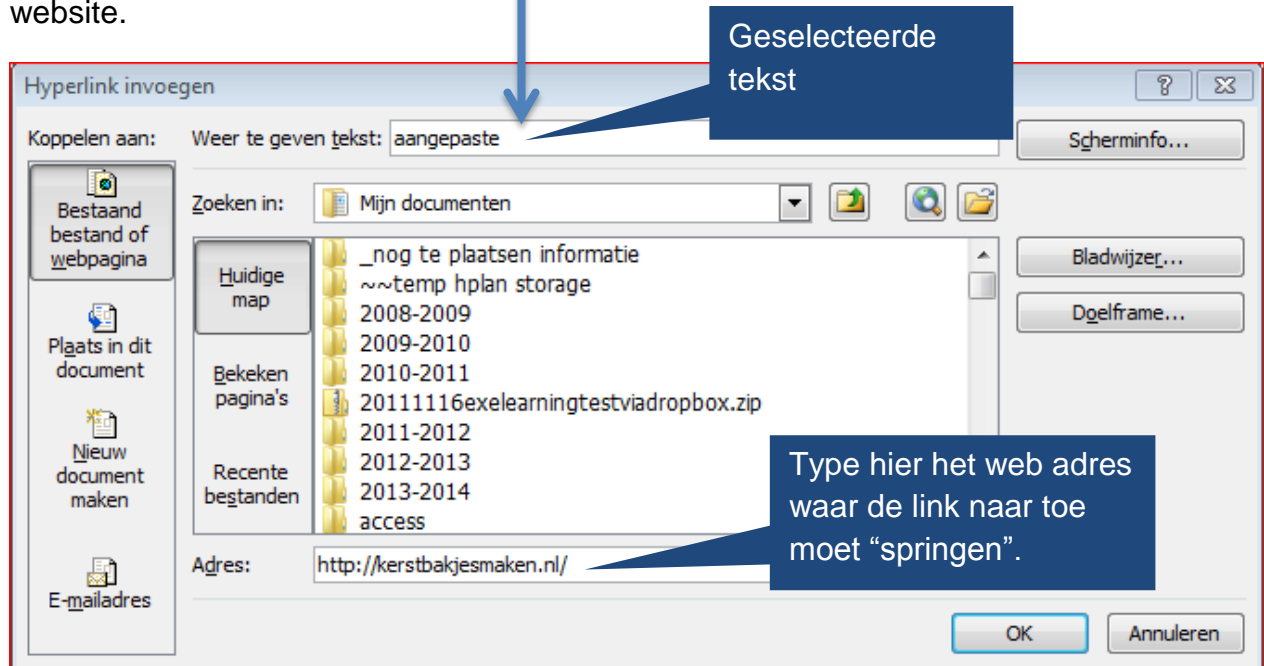 website.
Geselecteerde
tekst
Hyperlink invoegen
Koppelen aan:
Weer te geven tekst: aangepaste
Scherminfo...
Bestaand
bestand of
webpagina
Zoeken in:
Mijn documenten
Huidige
map
_nog te plaatsen informatie
~~temp hplan storage
2008-2009
2009-2010
2010-2011
20111116exelearningtestviadropbox.zip
2011-2012
2012-2013
2013-2014
access
Bladwijzer...
Doelframe...
Plaats in dit
document
Bekeken
pagina's
Nieuw
document
maken
Recente
bestanden
Type hier het web adres
waar de link naar toe
moet “springen”.
Adres:
http://kerstbakjesmaken.nl/
E-mailadres
OK
Annuleren